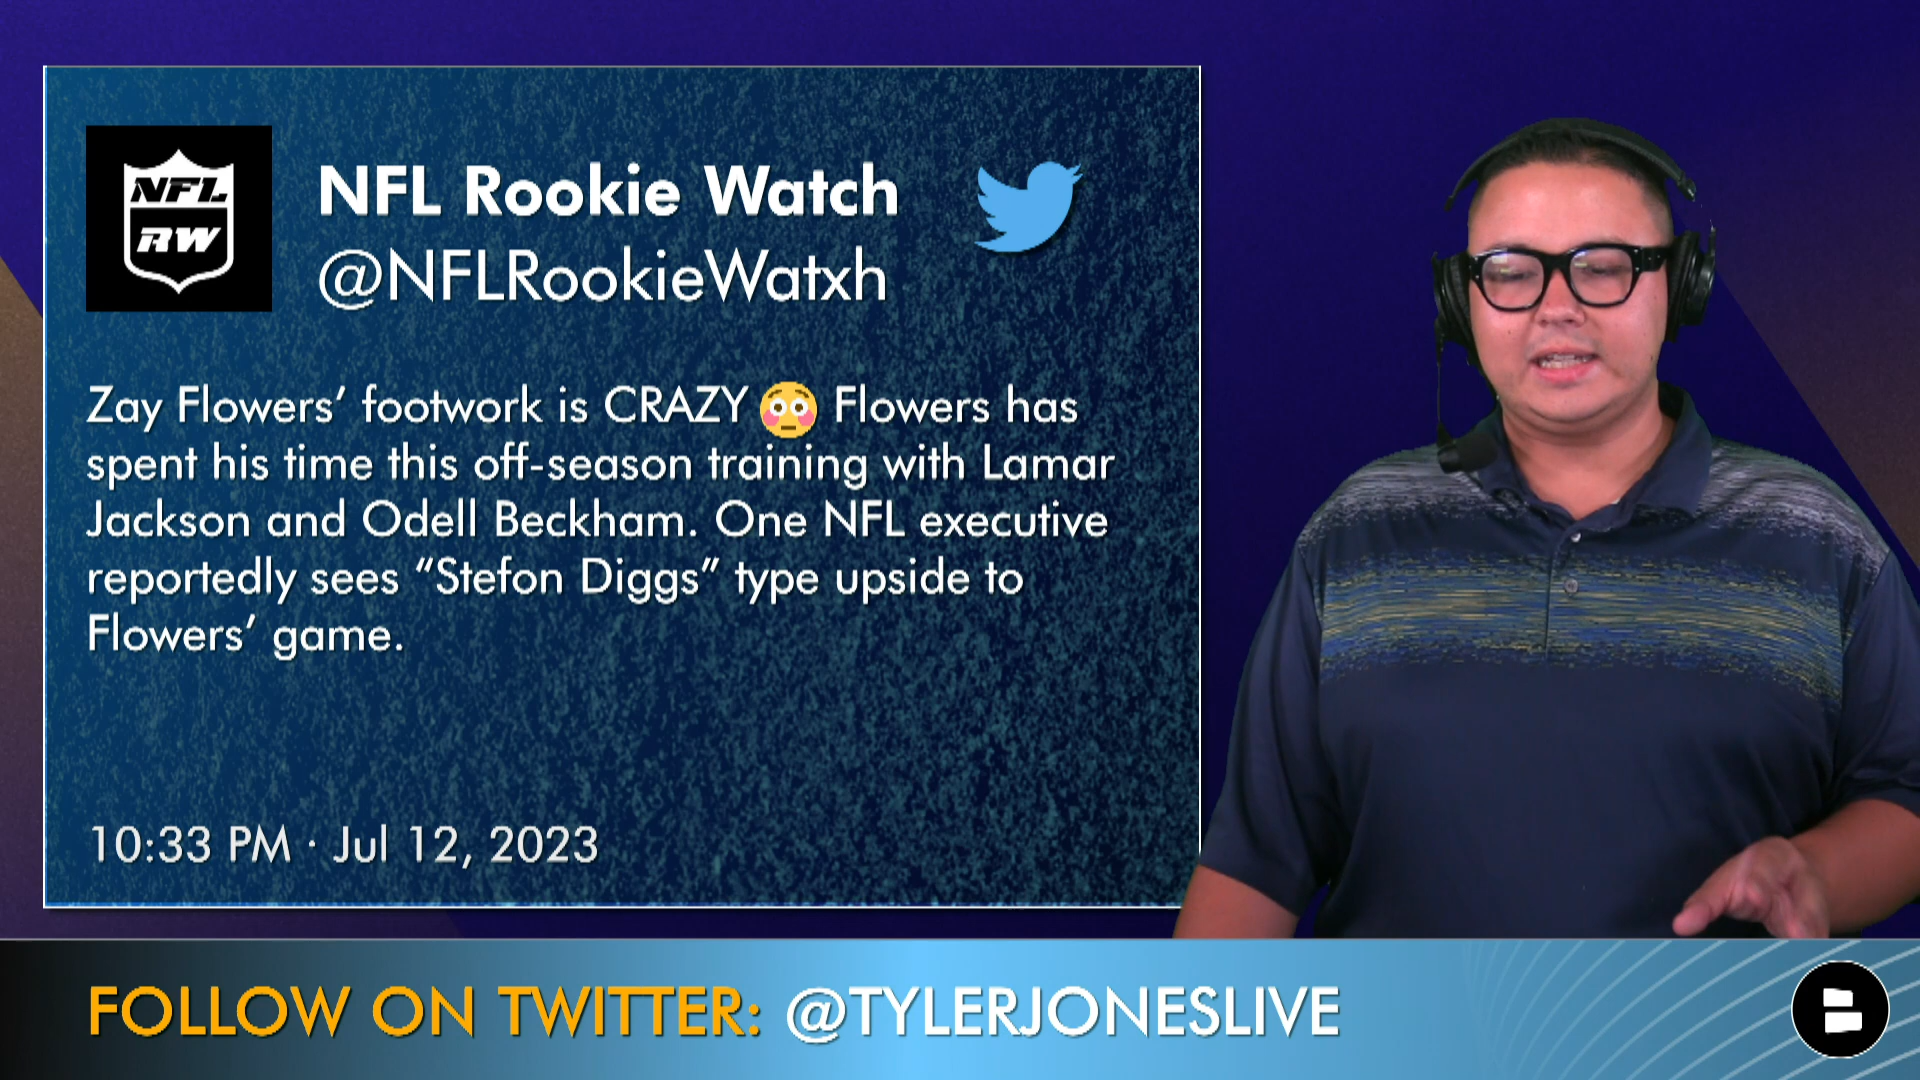 NFL
RW
NFL Rookie Watch
@NFLRookieWatxh
Zay Flowers’ footwork is CRAZY 😳 Flowers has
spent his time this off-season training with Lamar
Jackson and Odell Beckham. One NFL executive
reportedly sees “Stefon Diggs” type upside to
Flowers’ game.
10:33 PM · Jul 12, 2023
FOLLOW ON TWITTER: @TYLERJONESLIVE